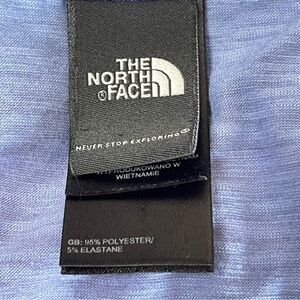 THE
NORTH
®FACE
NEVER STOP EXPLORING®
WYPRODUKOWANO W
WIETNAMIE
GB: 95% POLYESTER/
5% ELASTANE